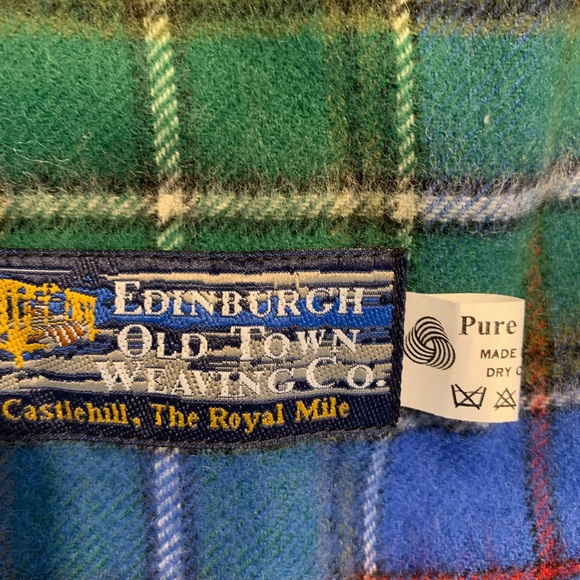 EDINBURGH
OLD TOWN
WEAVING CO.
Castlehill, The Royal Mile
Pure
MADE
DRY